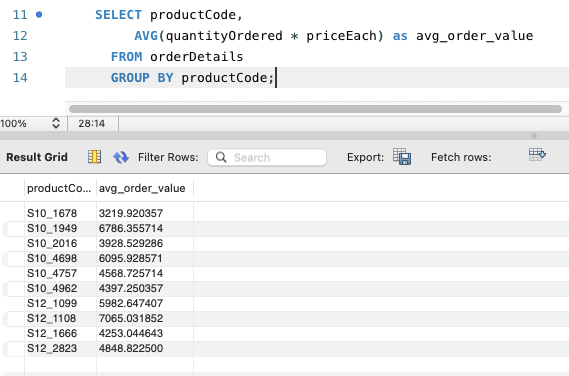 11 SELECT productCode,
12 AVG(quantityOrdered * priceEach) as avg_order_value
13 FROM orderDetails
14 GROUP BY productCode;
100% 28:14
Result Grid Filter Rows: Search Export: Fetch rows:
productCo... avg_order_value
S10_1678 3219.920357
S10_1949 6786.355714
S10_2016 3928.529286
S10_4698 6095.928571
S10_4757 4568.725714
S10_4962 4397.250357
S12_1099 5982.647407
S12_1108 7065.031852
S12_1666 4253.044643
S12_2823 4848.822500